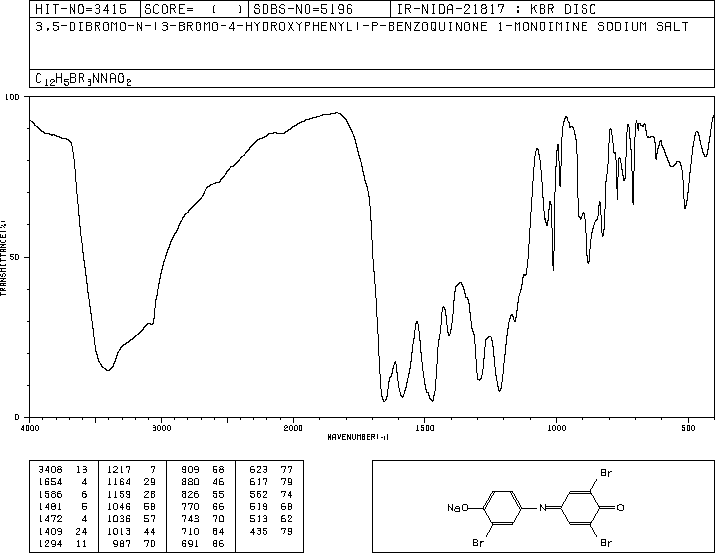 HIT-NO=3415 SCORE= ( ) SDBS-NO=5196 IR-NIDA-21817 : KBR DISC
3,5-DIBROMO-N-(3-BROMO-4-HYDROXYPHENYL)-P-BENZOQUINONE 1-MONOIMINE SODIUM SALT
C12H5BR3NNAO2
100
50
0
TRANSMITTANCE(%)
4000 3000 2000 1500 1000 500
WAVENUMBER(-1)
3408 13 1217 7 909 58 623 77
1654 4 1164 29 880 46 617 79
1586 6 1159 28 826 55 562 74
1481 6 1046 68 770 66 519 68
1472 4 1036 57 743 70 513 62
1409 24 1013 44 710 84 435 79
1294 11 987 70 691 86
Br
NaO N O
Br Br